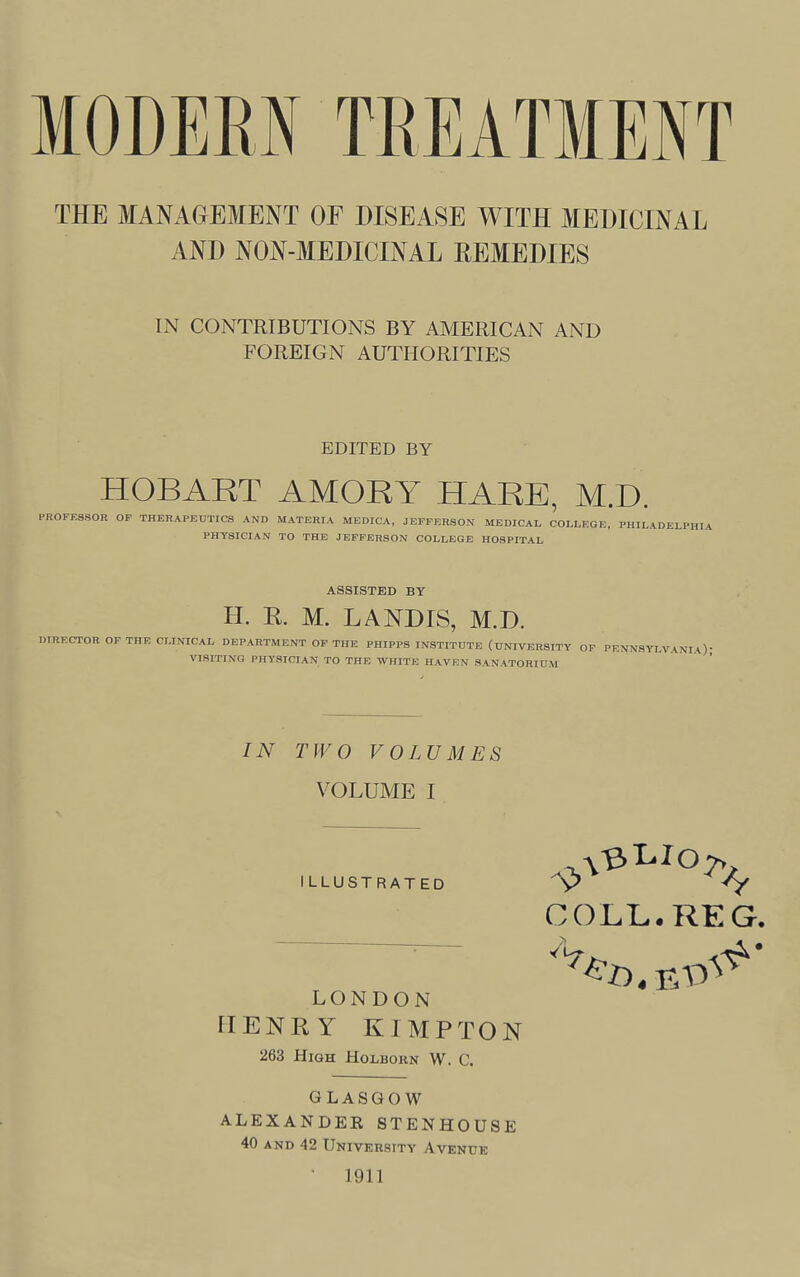 MODERN TREATMENT
THE MANAGEMENT OF DISEASE WITH MEDICINAL
AND NON-MEDICINAL REMEDIES
IN CONTRIBUTIONS BY AMERICAN AND
FOREIGN AUTHORITIES
EDITED BY
HOBART AMORY HARE, M.D.
PROFESSOR OF THERAPEUTICS AND MATERIA MEDICA, JEFFERSON MEDICAL COLLEGE, PHILADELPHIA
PHYSICIAN TO THE JEFFERSON COLLEGE HOSPITAL
ASSISTED BY
H. R. M. LANDIS, M.D.
DIRECTOR OF THE CLINICAL DEPARTMENT OF THE PHIPPS INSTITUTE (UNIVERSITY OF PENNSYLVANIA);
VISITING PHYSICIAN TO THE WHITE HAVEN SANATORIUM
IN TWO VOLUMES
VOLUME I
ILLUSTRATED
BIBLIOTH
COLL. REG.
MED. EDIN.
LONDON
HENRY KIMPTON
263 HIGH HOLBORN W. C.
GLASGOW
ALEXANDER STENHOUSE
40 AND 42 UNIVERSITY AVENUE
1911